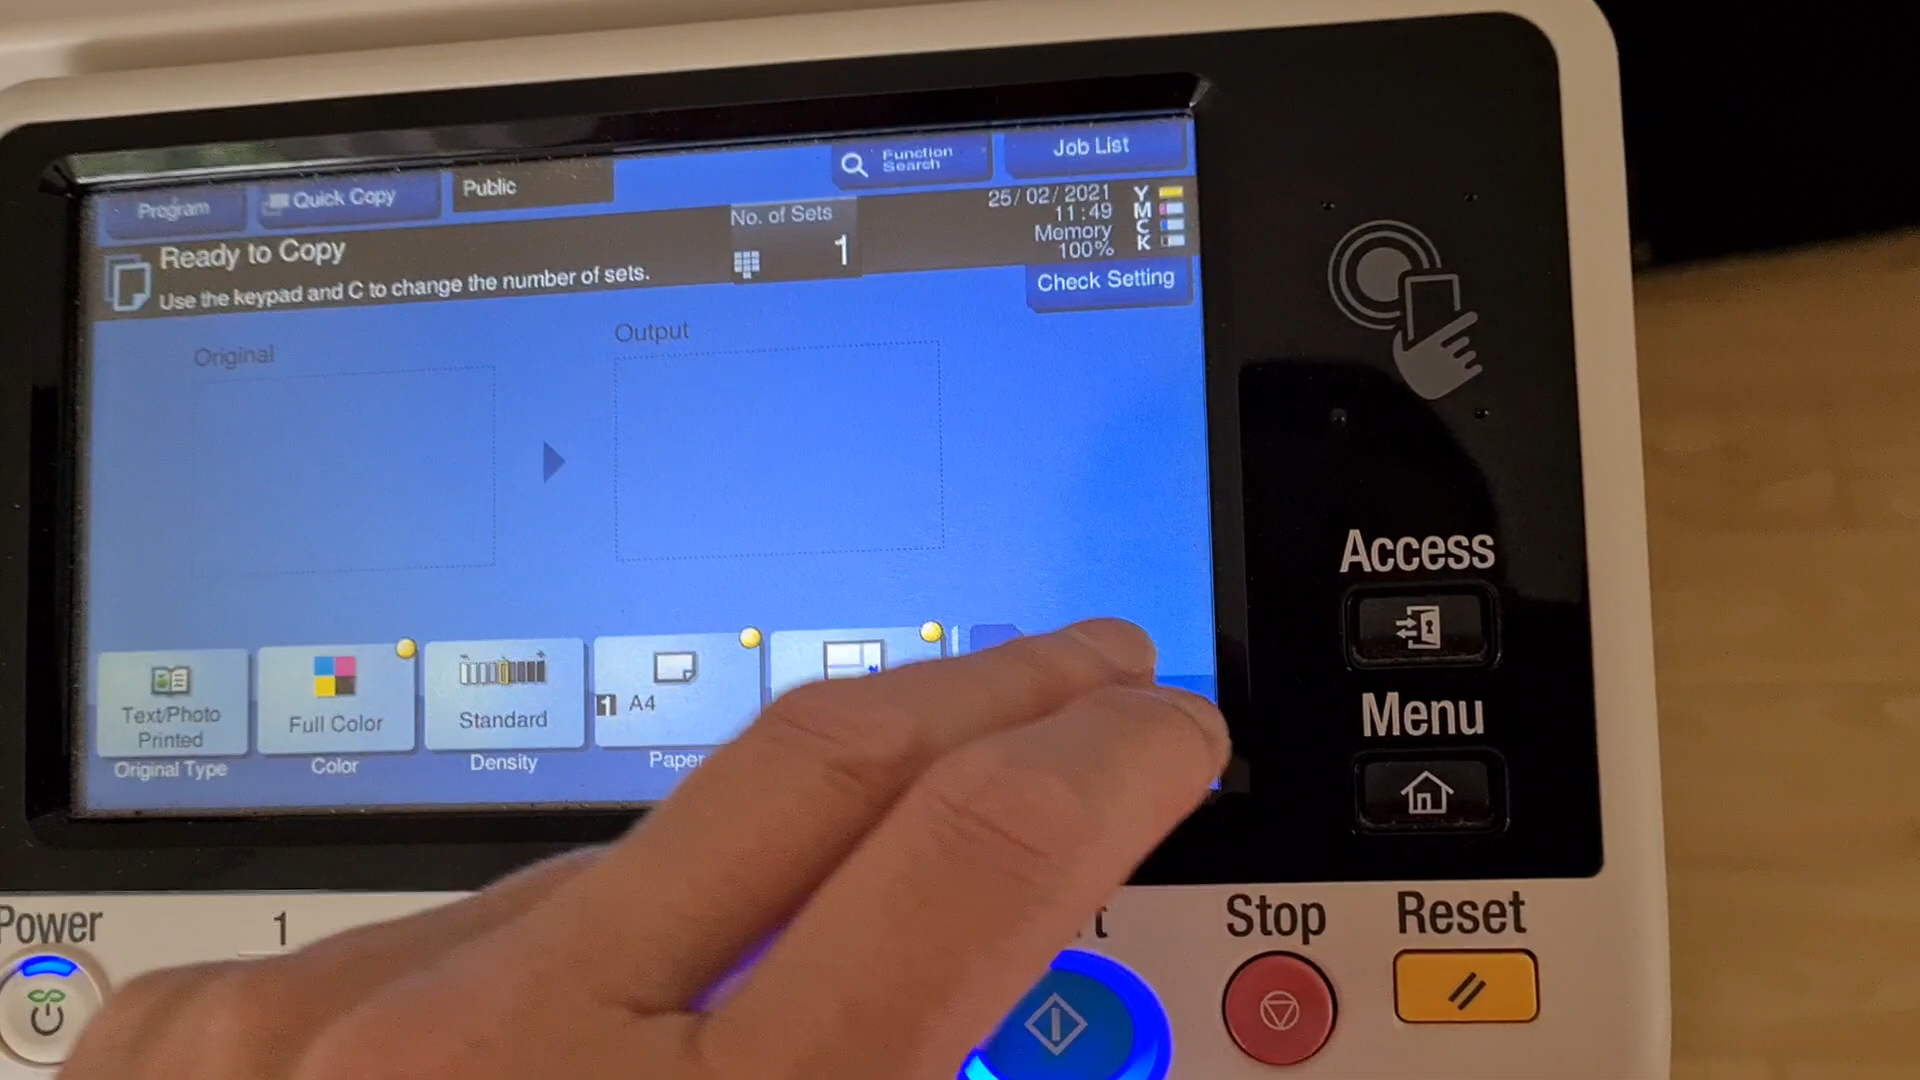 Program
Quick Copy
Public
Function
Search
Job List
Ready to Copy
Use the keypad and C to change the number of sets.
No. of Sets
1
25/02/2021
11:49
Memory
100%
Y
M
C
K
Check Setting
Original
Output
Text/Photo
Printed
Original Type
Full Color
Color
Standard
Density
1 A4
Paper
Access
Menu
Power
1
Stop
Reset